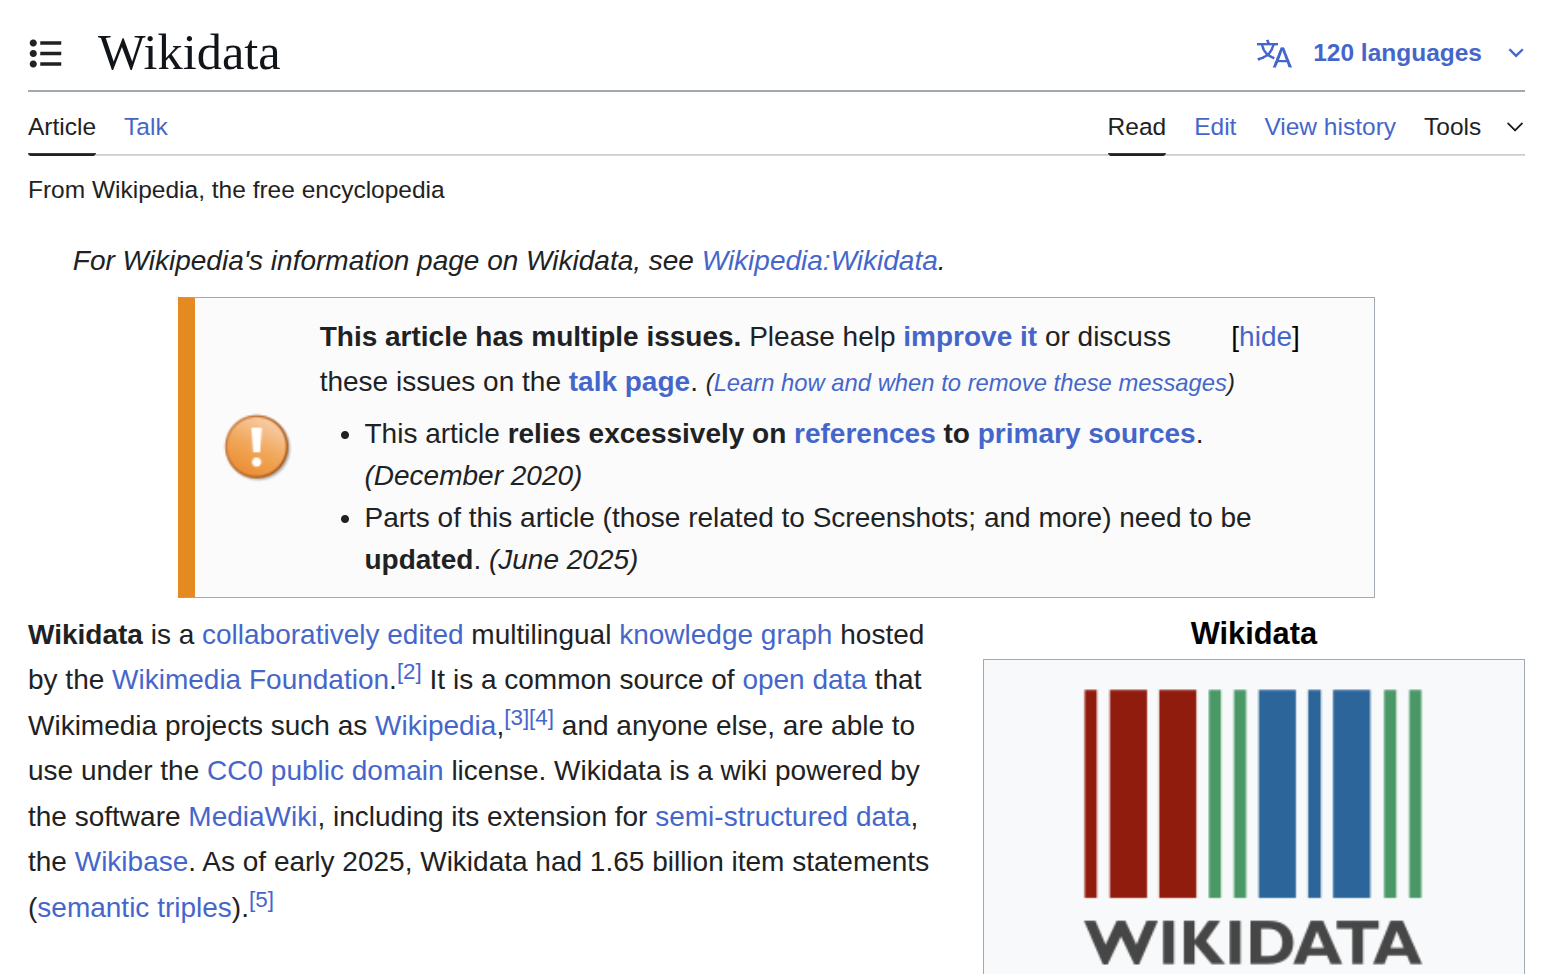 Wikidata
120 languages
Article Talk Read Edit View history Tools
From Wikipedia, the free encyclopedia
For Wikipedia's information page on Wikidata, see Wikipedia:Wikidata.
This article has multiple issues. Please help improve it or discuss [hide]
these issues on the talk page. (Learn how and when to remove these messages)
• This article relies excessively on references to primary sources.
(December 2020)
• Parts of this article (those related to Screenshots; and more) need to be
updated. (June 2025)
Wikidata is a collaboratively edited multilingual knowledge graph hosted
by the Wikimedia Foundation.[2] It is a common source of open data that
Wikimedia projects such as Wikipedia,[3][4] and anyone else, are able to
use under the CC0 public domain license. Wikidata is a wiki powered by
the software MediaWiki, including its extension for semi-structured data,
the Wikibase. As of early 2025, Wikidata had 1.65 billion item statements
(semantic triples).[5]
Wikidata
WIKIDATA